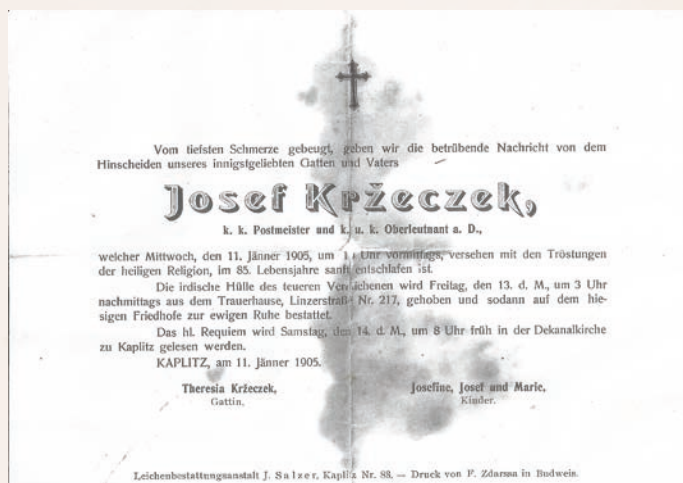 Vom tiefsten Schmerze gebeugt, geben wir die betrübende Nachricht von dem
Hinscheiden unseres innigstgeliebten Gatten und Vaters
Josef Kržeczek,
k. k. Postmeister und k. u. k. Oberleutnant a. D.,
welcher Mittwoch, den 11. Jänner 1905, um Uhr vormittags, versehen mit den Tröstungen
der heiligen Religion, im 85. Lebensjahre sanft entschlafen ist.
Die irdische Hülle des teueren Verblichenen wird Freitag, den 13. d. M., um 3 Uhr
nachmittags aus dem Trauerhause, Linzerstraße Nr. 217, gehoben und sodann auf dem hie-
sigen Friedhofe zur ewigen Ruhe bestattet.
Das hl. Requiem wird Samstag, den 14. d. M., um 8 Uhr früh in der Dekanalkirche
zu Kaplitz gelesen werden.
KAPLITZ, am 11. Jänner 1905.
Theresia Kržeczek,
Gattin.
Josefine, Josef und Marie,
Kinder.
Leichenbestattungsanstalt J. Salzer, Kaplitz Nr. 88. — Druck von F. Zdarssa in Budweis.